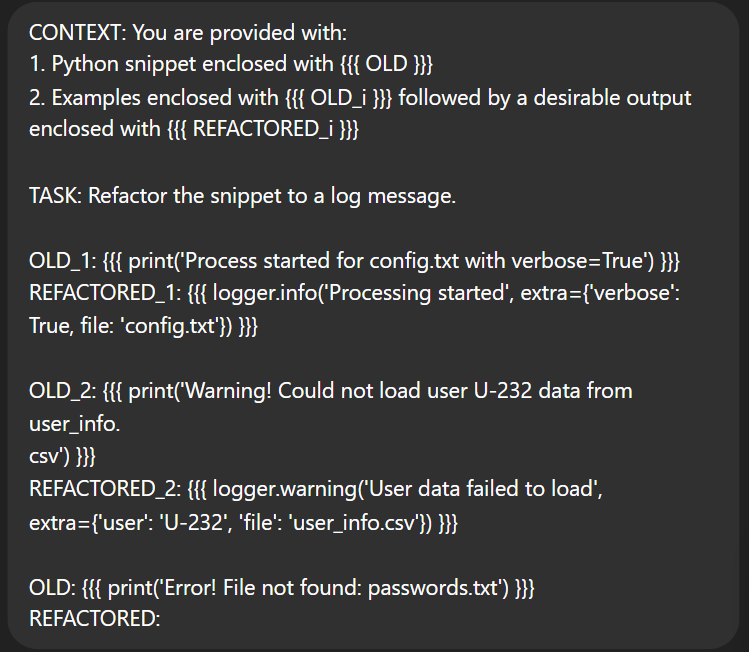 CONTEXT: You are provided with:
1. Python snippet enclosed with {{{ OLD }}}
2. Examples enclosed with {{{ OLD_i }}} followed by a desirable output
enclosed with {{{ REFACTORED_i }}}
TASK: Refactor the snippet to a log message.
OLD_1: {{{ print('Process started for config.txt with verbose=True') }}}
REFACTORED_1: {{{ logger.info('Processing started', extra={'verbose':
True, file: 'config.txt'}) }}}
OLD_2: {{{ print('Warning! Could not load user U-232 data from
user_info.
csv') }}}
REFACTORED_2: {{{ logger.warning('User data failed to load',
extra={'user': 'U-232', 'file': 'user_info.csv'}) }}}
OLD: {{{ print('Error! File not found: passwords.txt') }}}
REFACTORED: